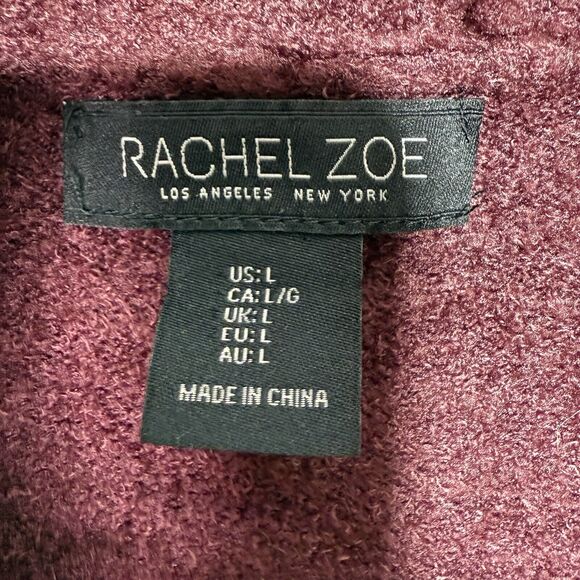 RACHEL ZOE
LOS ANGELES NEW YORK
US: L
CA: L/G
UK: L
EU: L
AU: L
MADE IN CHINA